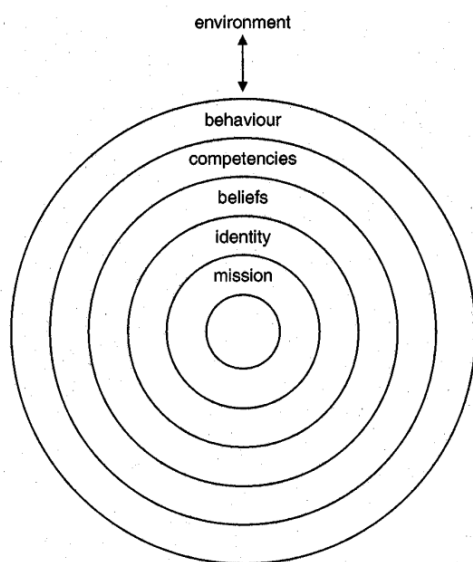 environment
behaviour
competencies
beliefs
identity
mission